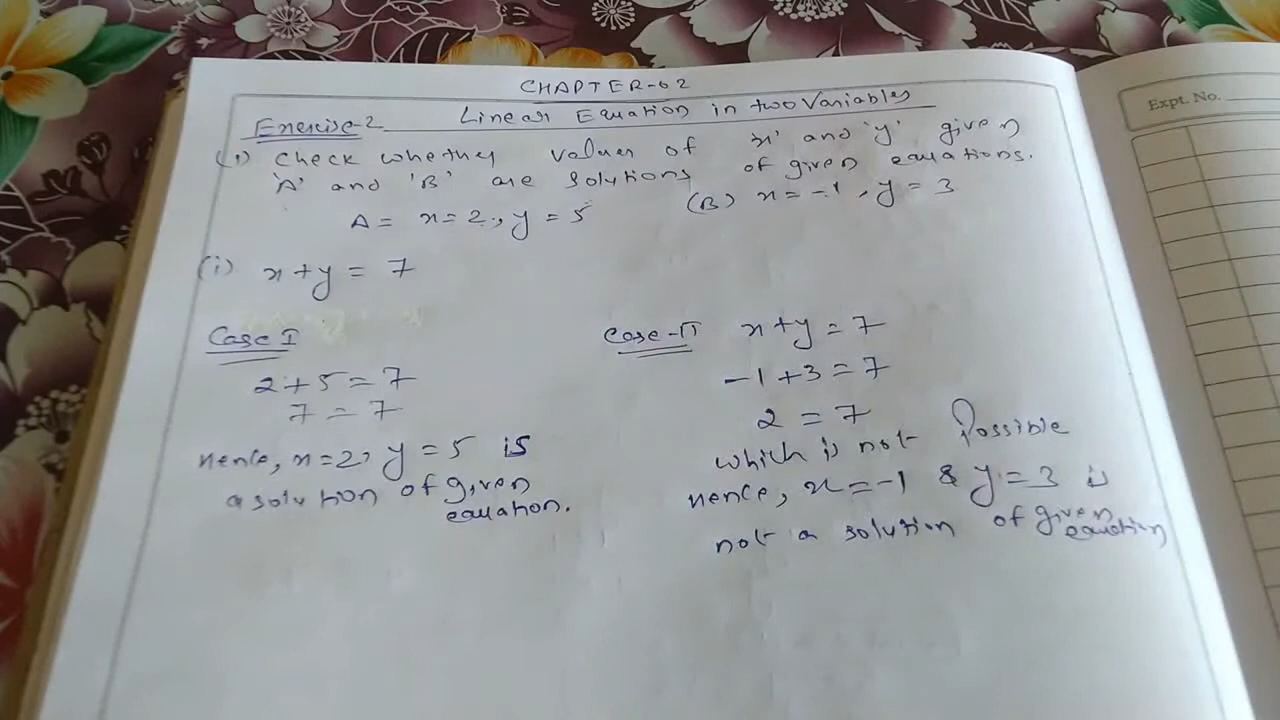 CHAPTER-02
Linear Equation in two Variables
Exercise-2
(1) Check whether values of 'x' and 'y' given
'A' and 'B' are solutions of given equations.
A = x=2, y=5 (B) x=-1, y=3
(i) x+y=7
Case I
2+5=7
7=7
hence, x=2, y=5 is
a solution of given
equation.
Case-II x+y=7
-1+3=7
2=7
which is not Possible
hence, x=-1 & y=3 is
not a solution of given
equation
Expt. No.